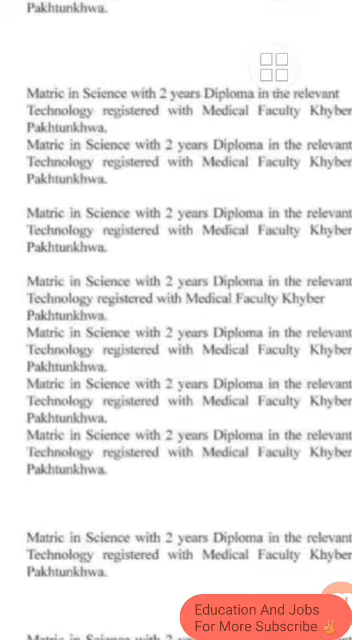 Pakhtunkhwa.
Matric in Science with 2 years Diploma in the relevant
Technology registered with Medical Faculty Khyber
Pakhtunkhwa.
Matric in Science with 2 years Diploma in the relevant
Technology registered with Medical Faculty Khyber
Pakhtunkhwa.
Matric in Science with 2 years Diploma in the relevant
Technology registered with Medical Faculty Khyber
Pakhtunkhwa.
Matric in Science with 2 years Diploma in the relevant
Technology registered with Medical Faculty Khyber
Pakhtunkhwa.
Matric in Science with 2 years Diploma in the relevant
Technology registered with Medical Faculty Khyber
Pakhtunkhwa.
Matric in Science with 2 years Diploma in the relevant
Technology registered with Medical Faculty Khyber
Pakhtunkhwa.
Matric in Science with 2 years Diploma in the relevant
Technology registered with Medical Faculty Khyber
Pakhtunkhwa.
Matric in Science with 2 years Diploma in the relevant
Technology registered with Medical Faculty Khyber
Pakhtunkhwa.
Education And Jobs
For More Subscribe ✌
Matric in Science with 2